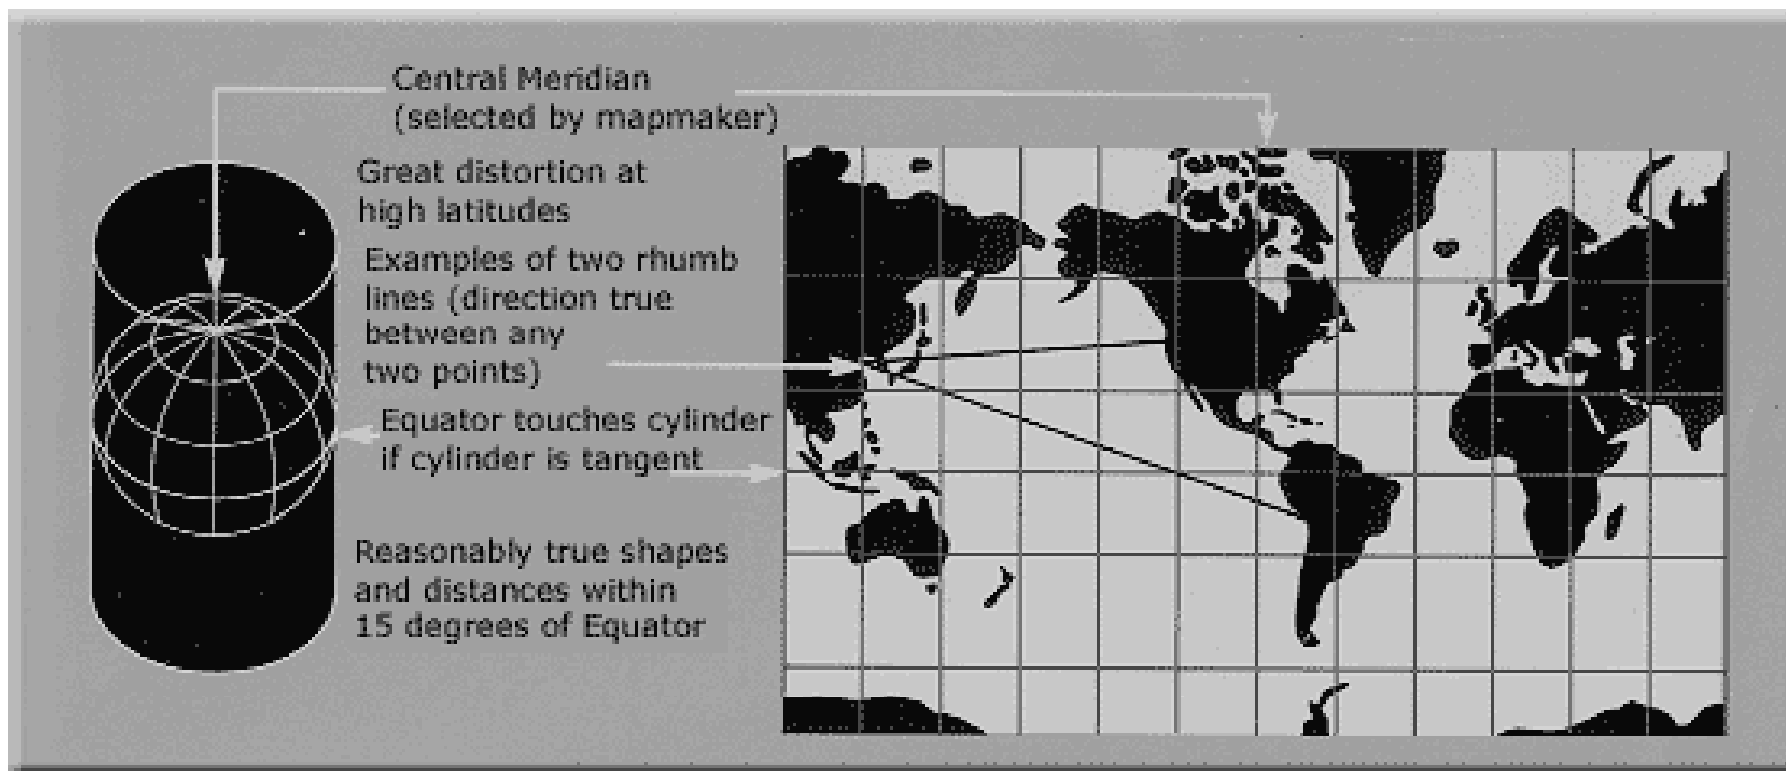 Central Meridian
(selected by mapmaker)
Great distortion at
high latitudes
Examples of two rhumb
lines (direction true
between any
two points)
Equator touches cylinder
if cylinder is tangent
Reasonably true shapes
and distances within
15 degrees of Equator